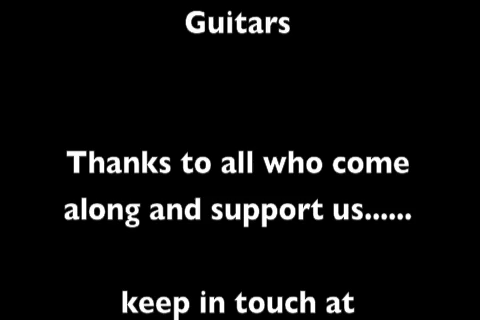 Guitars
Thanks to all who come
along and support us......
keep in touch at